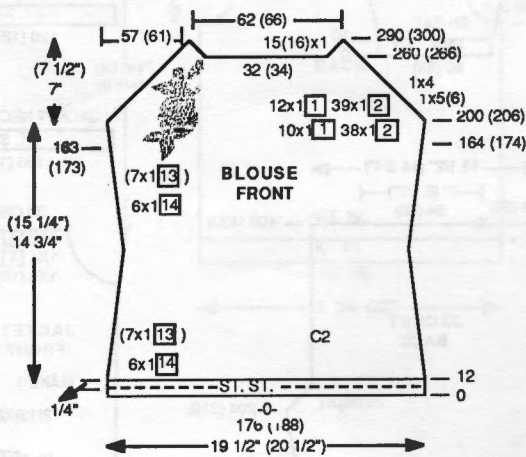 62 (66)
57 (61)
15(16)x1
290 (300)
260 (266)
(7 1/2")
7"
32 (34)
1x4
1x5(6)
12x1 1 39x1 2
200 (206)
10x1 1 38x1 2
163
(173)
164 (174)
(7x1 13 )
BLOUSE
FRONT
6x1 14
(15 1/4")
14 3/4"
(7x1 13 )
C2
6x1 14
12
ST. ST.
0
1/4"
-0-
176 (188)
19 1/2" (20 1/2")